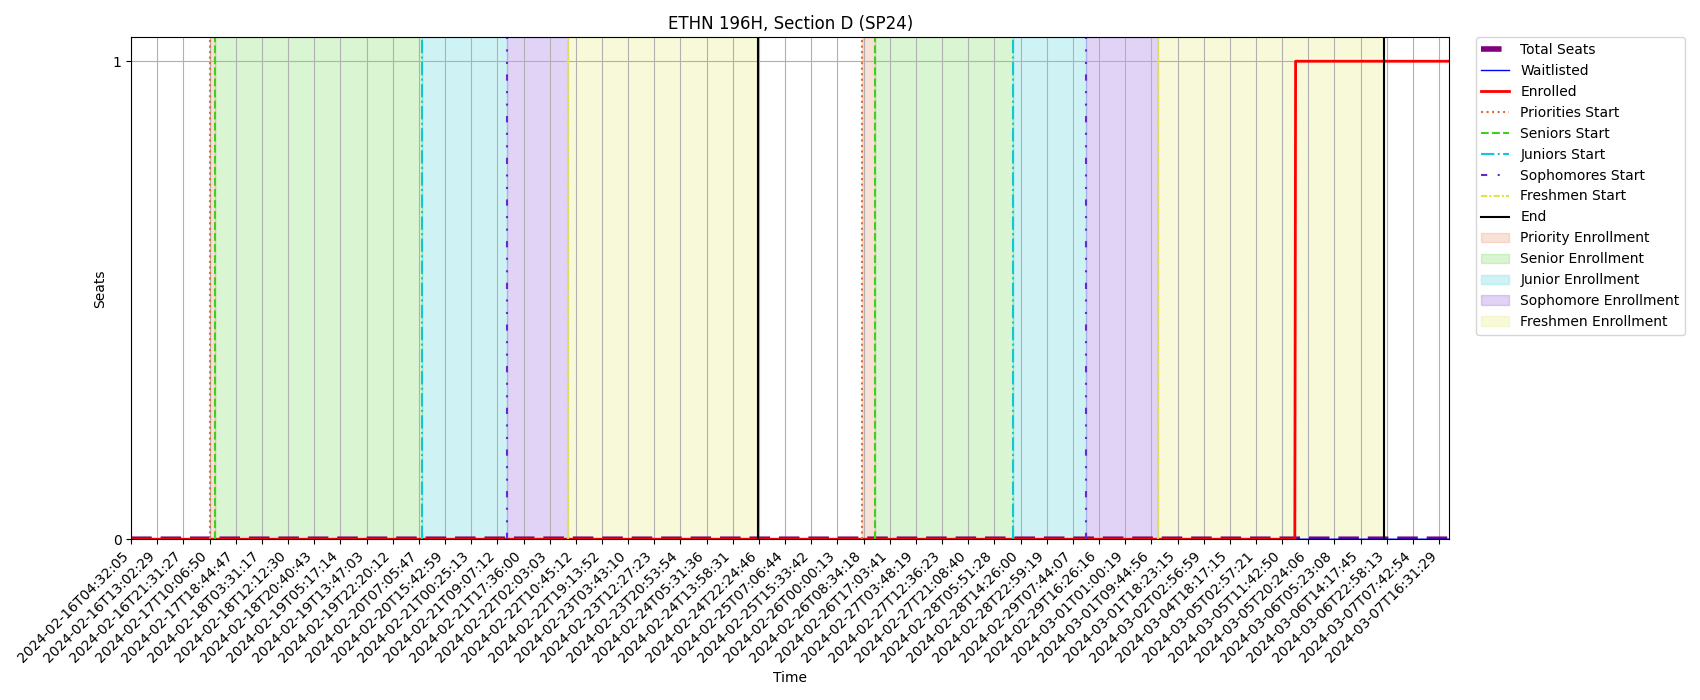 ETHN 196H, Section D (SP24)
Seats
1
0
2024-02-16T04:32:05
2024-02-16T13:02:29
2024-02-16T21:31:27
2024-02-17T10:06:50
2024-02-17T18:44:47
2024-02-18T03:31:17
2024-02-18T12:12:30
2024-02-18T20:40:43
2024-02-19T05:17:14
2024-02-19T13:47:03
2024-02-19T22:20:12
2024-02-20T07:05:47
2024-02-20T15:42:59
2024-02-21T00:25:13
2024-02-21T09:07:12
2024-02-21T17:36:00
2024-02-22T02:03:03
2024-02-22T10:45:12
2024-02-22T19:13:52
2024-02-23T03:43:10
2024-02-23T12:27:23
2024-02-23T20:53:54
2024-02-24T05:31:36
2024-02-24T13:58:31
2024-02-24T22:24:46
2024-02-25T07:06:44
2024-02-25T15:33:42
2024-02-26T00:00:13
2024-02-26T08:34:18
2024-02-26T17:03:41
2024-02-27T03:48:19
2024-02-27T12:36:23
2024-02-27T21:08:40
2024-02-28T05:51:28
2024-02-28T14:26:00
2024-02-28T22:59:19
2024-02-29T07:44:07
2024-02-29T16:26:16
2024-03-01T01:00:19
2024-03-01T09:44:56
2024-03-01T18:23:15
2024-03-02T02:56:59
2024-03-04T18:17:15
2024-03-05T02:57:21
2024-03-05T11:42:50
2024-03-05T20:24:06
2024-03-06T05:23:08
2024-03-06T14:17:45
2024-03-06T22:58:13
2024-03-07T07:42:54
2024-03-07T16:31:29
Time
Total Seats
Waitlisted
Enrolled
Priorities Start
Seniors Start
Juniors Start
Sophomores Start
Freshmen Start
End
Priority Enrollment
Senior Enrollment
Junior Enrollment
Sophomore Enrollment
Freshmen Enrollment